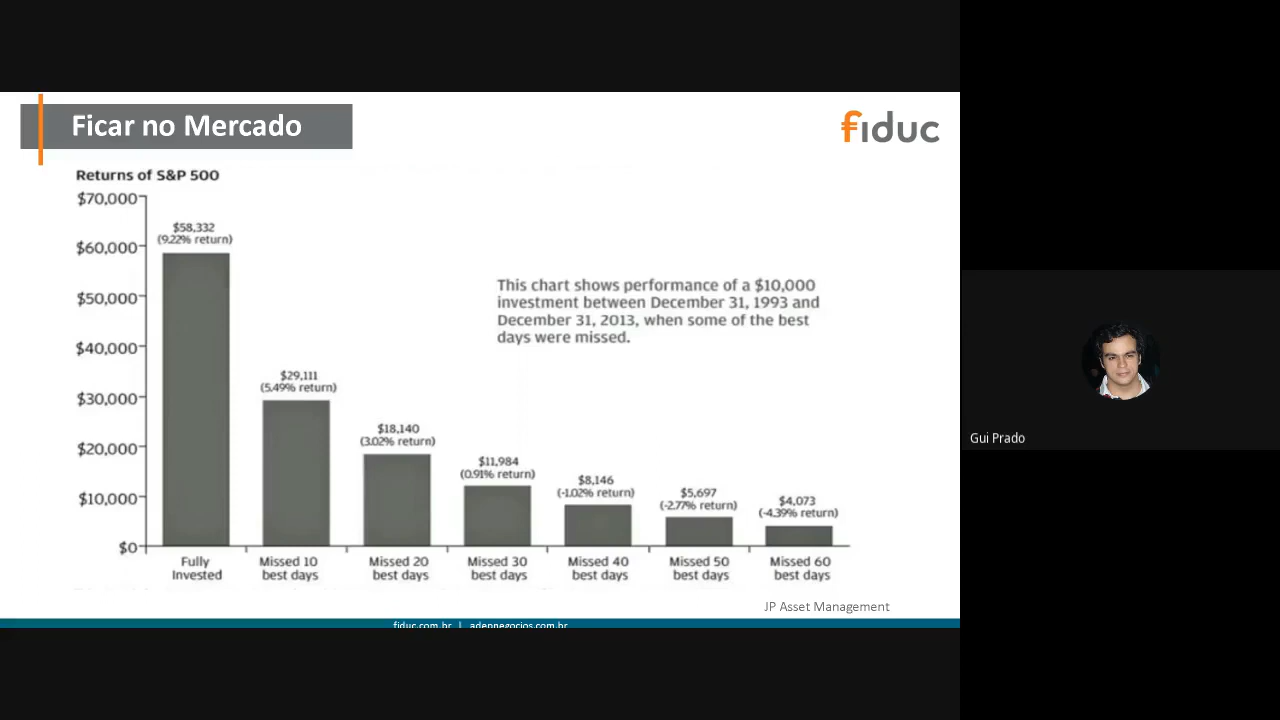 Ficar no Mercado
fiduc
Returns of S&P 500
$70,000
$60,000
$50,000
$40,000
$30,000
$20,000
$10,000
$0
$58,332
(9.22% return)
$29,111
(5.49% return)
$18,140
(3.02% return)
$11,984
(0.91% return)
$8,146
(-1.02% return)
$5,697
(-2.77% return)
$4,073
(-4.39% return)
This chart shows performance of a $10,000
investment between December 31, 1993 and
December 31, 2013, when some of the best
days were missed.
Fully
Invested
Missed 10
best days
Missed 20
best days
Missed 30
best days
Missed 40
best days
Missed 50
best days
Missed 60
best days
JP Asset Management
fiduc.com.br | adennegocios.com.br
Gui Prado